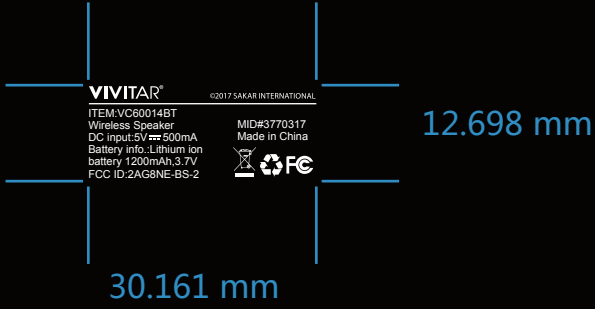 VIVITAR® ©2017 SAKAR INTERNATIONAL
ITEM:VC60014BT
Wireless Speaker
DC input:5V⎓500mA
Battery info.:Lithium ion
battery 1200mAh,3.7V
FCC ID:2AG8NE-BS-2
MID#3770317
Made in China
FC
12.698 mm
30.161 mm